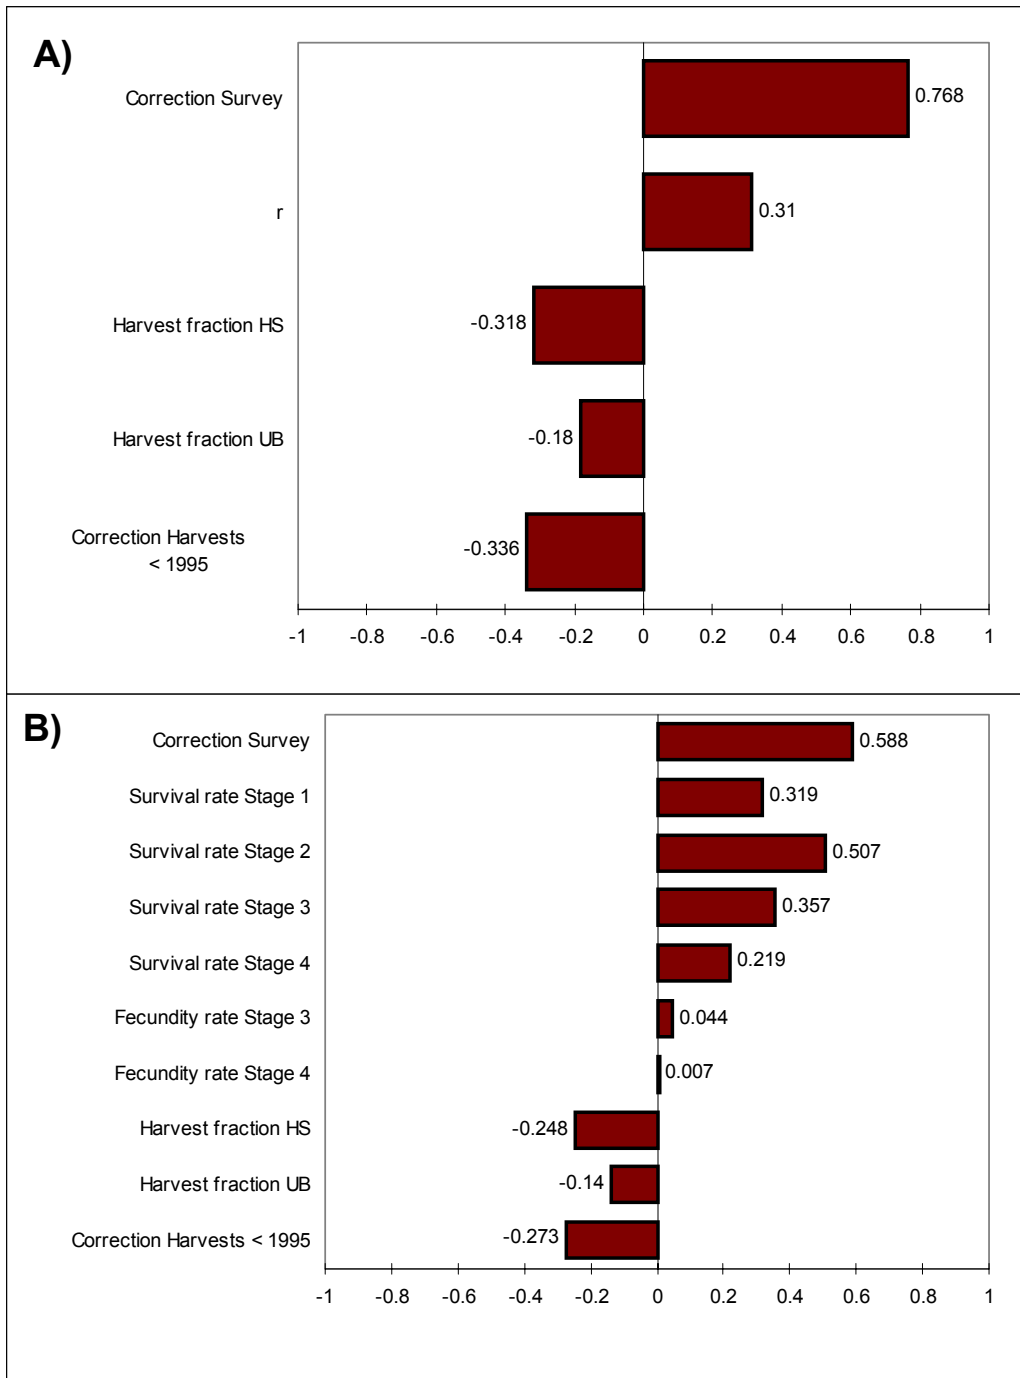 A)
Correction Survey
0.768
r
0.31
Harvest fraction HS
-0.318
Harvest fraction UB
-0.18
Correction Harvests
< 1995
-0.336
-1 -0.8 -0.6 -0.4 -0.2 0 0.2 0.4 0.6 0.8 1
B)
Correction Survey
0.588
Survival rate Stage 1
0.319
Survival rate Stage 2
0.507
Survival rate Stage 3
0.357
Survival rate Stage 4
0.219
Fecundity rate Stage 3
0.044
Fecundity rate Stage 4
0.007
Harvest fraction HS
-0.248
Harvest fraction UB
-0.14
Correction Harvests < 1995
-0.273
-1 -0.8 -0.6 -0.4 -0.2 0 0.2 0.4 0.6 0.8 1